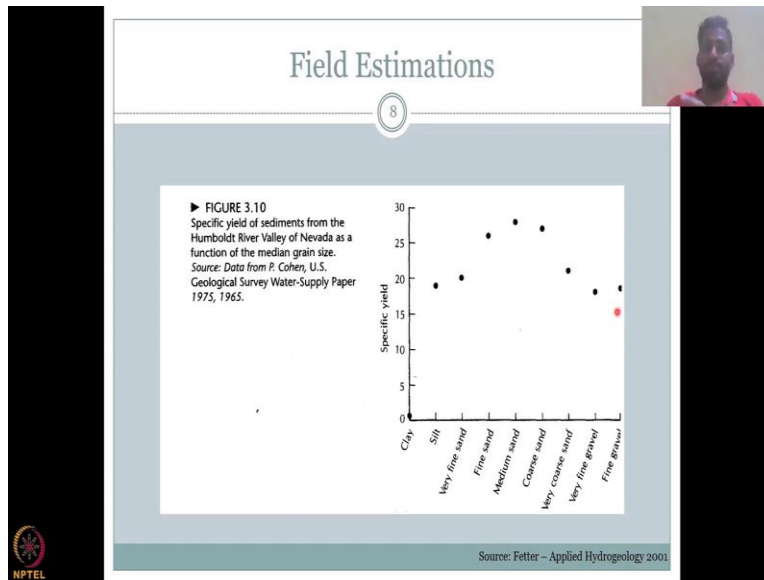 Field Estimations
8
► FIGURE 3.10
Specific yield of sediments from the
Humboldt River Valley of Nevada as a
function of the median grain size.
Source: Data from P. Cohen, U.S.
Geological Survey Water-Supply Paper
1975, 1965.
Specific yield
30
25
20
15
10
5
0
Clay
Silt
Very fine sand
Fine sand
Medium sand
Coarse sand
Very coarse sand
Very fine gravel
Fine gravel
Source: Fetter – Applied Hydrogeology 2001
NPTEL